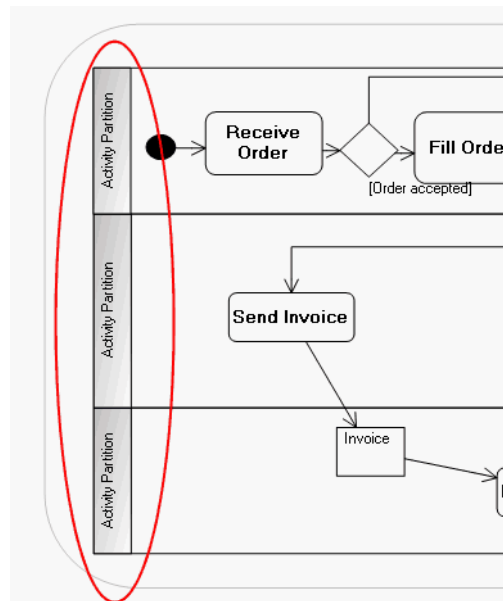 Activity Partition
Receive
Order
Fill Orde
[Order accepted]
Activity Partition
Send Invoice
Activity Partition
Invoice